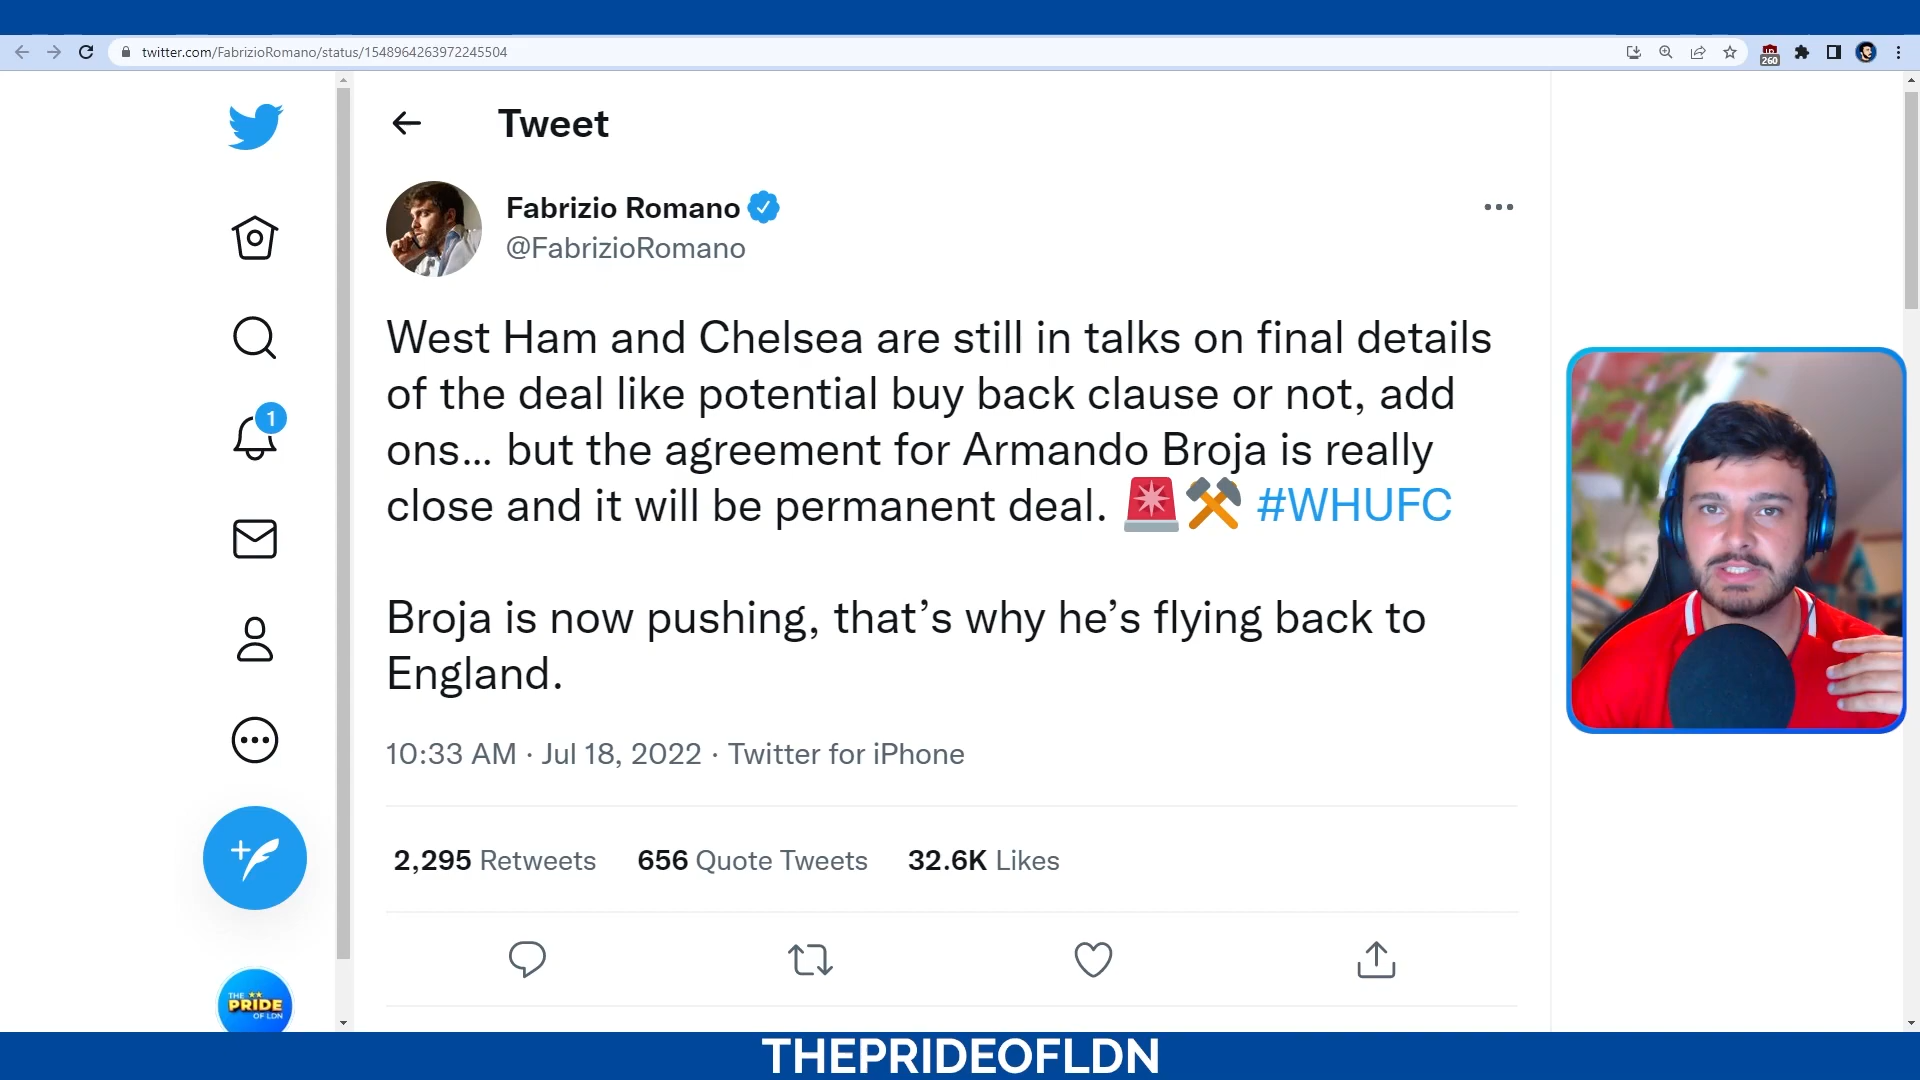 twitter.com/FabrizioRomano/status/1548964263972245504
260
Tweet
Fabrizio Romano
@FabrizioRomano
West Ham and Chelsea are still in talks on final details
of the deal like potential buy back clause or not, add
ons... but the agreement for Armando Broja is really
close and it will be permanent deal. 🚨⚒️ #WHUFC
Broja is now pushing, that’s why he’s flying back to
England.
10:33 AM · Jul 18, 2022 · Twitter for iPhone
2,295 Retweets 656 Quote Tweets 32.6K Likes
1
THE
PRIDE
OF LDN
THEPRIDEOFLDN